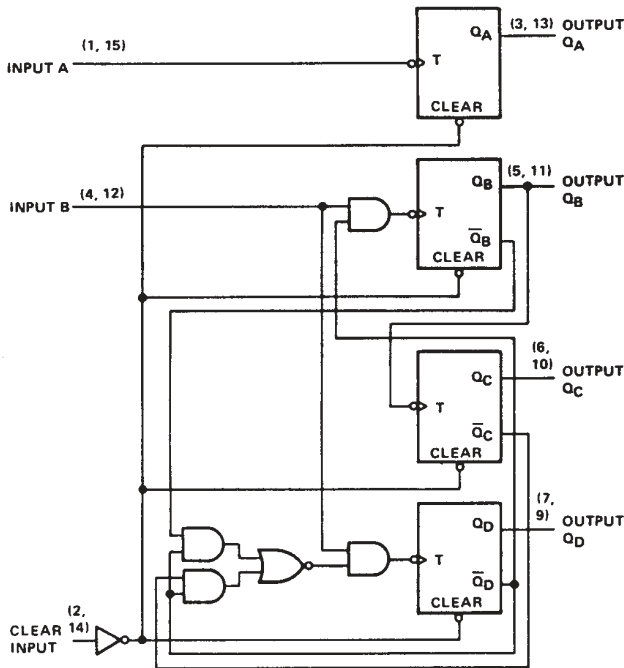 (1, 15)
INPUT A
T
QA
CLEAR
(3, 13)
OUTPUT
QA
(4, 12)
INPUT B
T
QB
Q̅B
CLEAR
(5, 11)
OUTPUT
QB
T
QC
Q̅C
CLEAR
(6,
10)
OUTPUT
QC
T
QD
Q̅D
CLEAR
(7,
9)
OUTPUT
QD
(2,
14)
CLEAR
INPUT